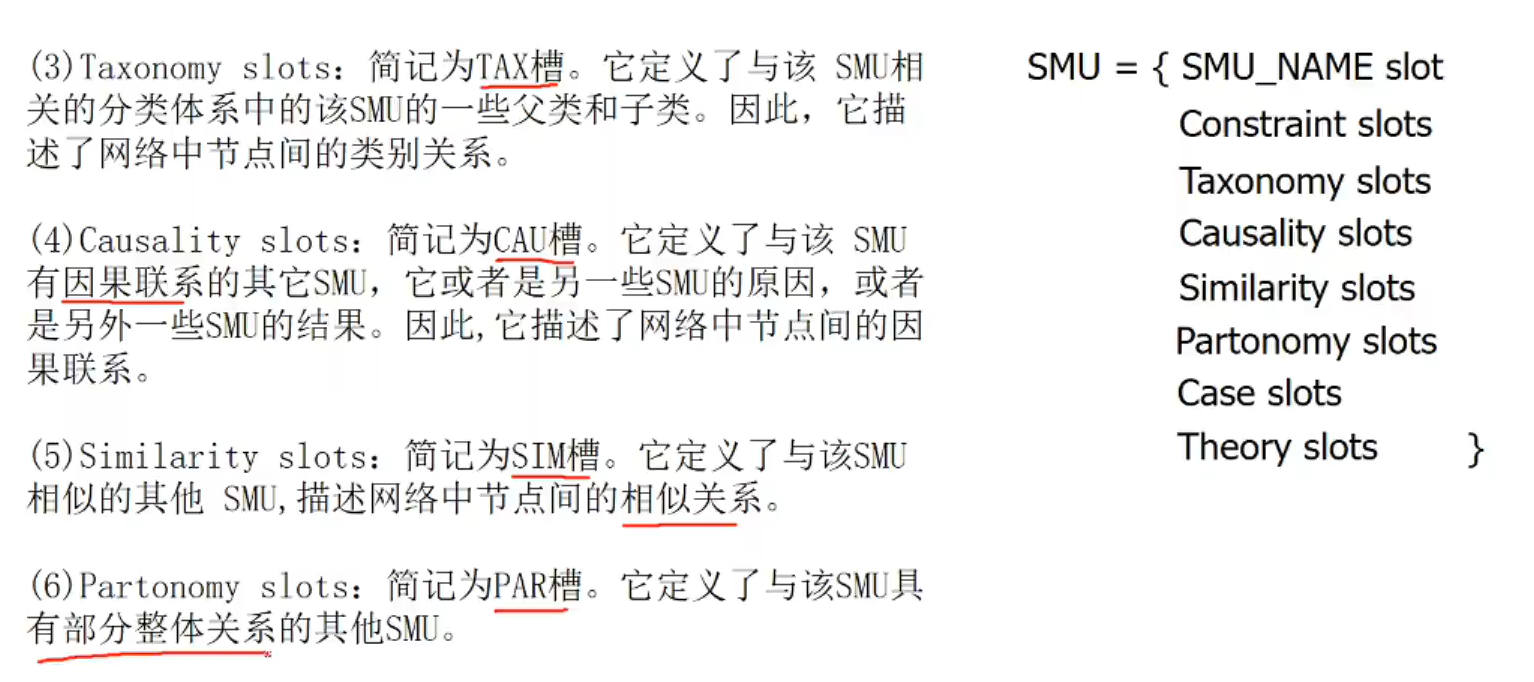 (3)Taxonomy slots：简记为TAX槽。它定义了与该 SMU相
关的分类体系中的该SMU的一些父类和子类。因此，它描
述了网络中节点间的类别关系。
(4)Causality slots：简记为CAU槽。它定义了与该 SMU
有因果联系的其它SMU，它或者是另一些SMU的原因，或者
是另外一些SMU的结果。因此,它描述了网络中节点间的因
果联系。
(5)Similarity slots：简记为SIM槽。它定义了与该SMU
相似的其他 SMU,描述网络中节点间的相似关系。
(6)Partonomy slots：简记为PAR槽。它定义了与该SMU具
有部分整体关系的其他SMU。
SMU = { SMU_NAME slot
Constraint slots
Taxonomy slots
Causality slots
Similarity slots
Partonomy slots
Case slots
Theory slots }